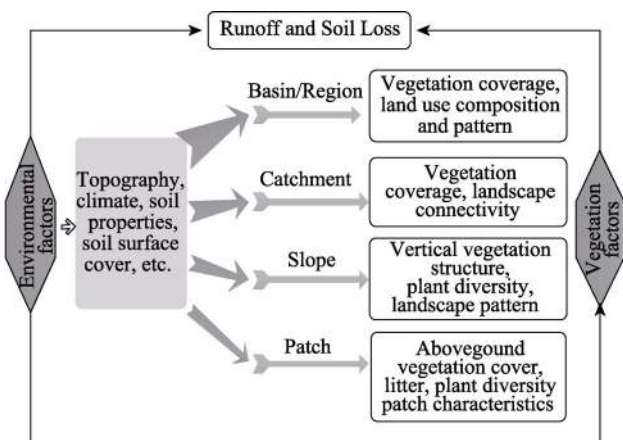 Runoff and Soil Loss
Environmental
factors
Topography,
climate, soil
properties,
soil surface
cover, etc.
Basin/Region
Vegetation coverage,
land use composition
and pattern
Catchment
Vegetation
coverage, landscape
connectivity
Slope
Vertical vegetation
structure,
plant diversity,
landscape pattern
Patch
Abovegound
vegetation cover,
litter, plant diversity
patch characteristics
Vegetation
factors